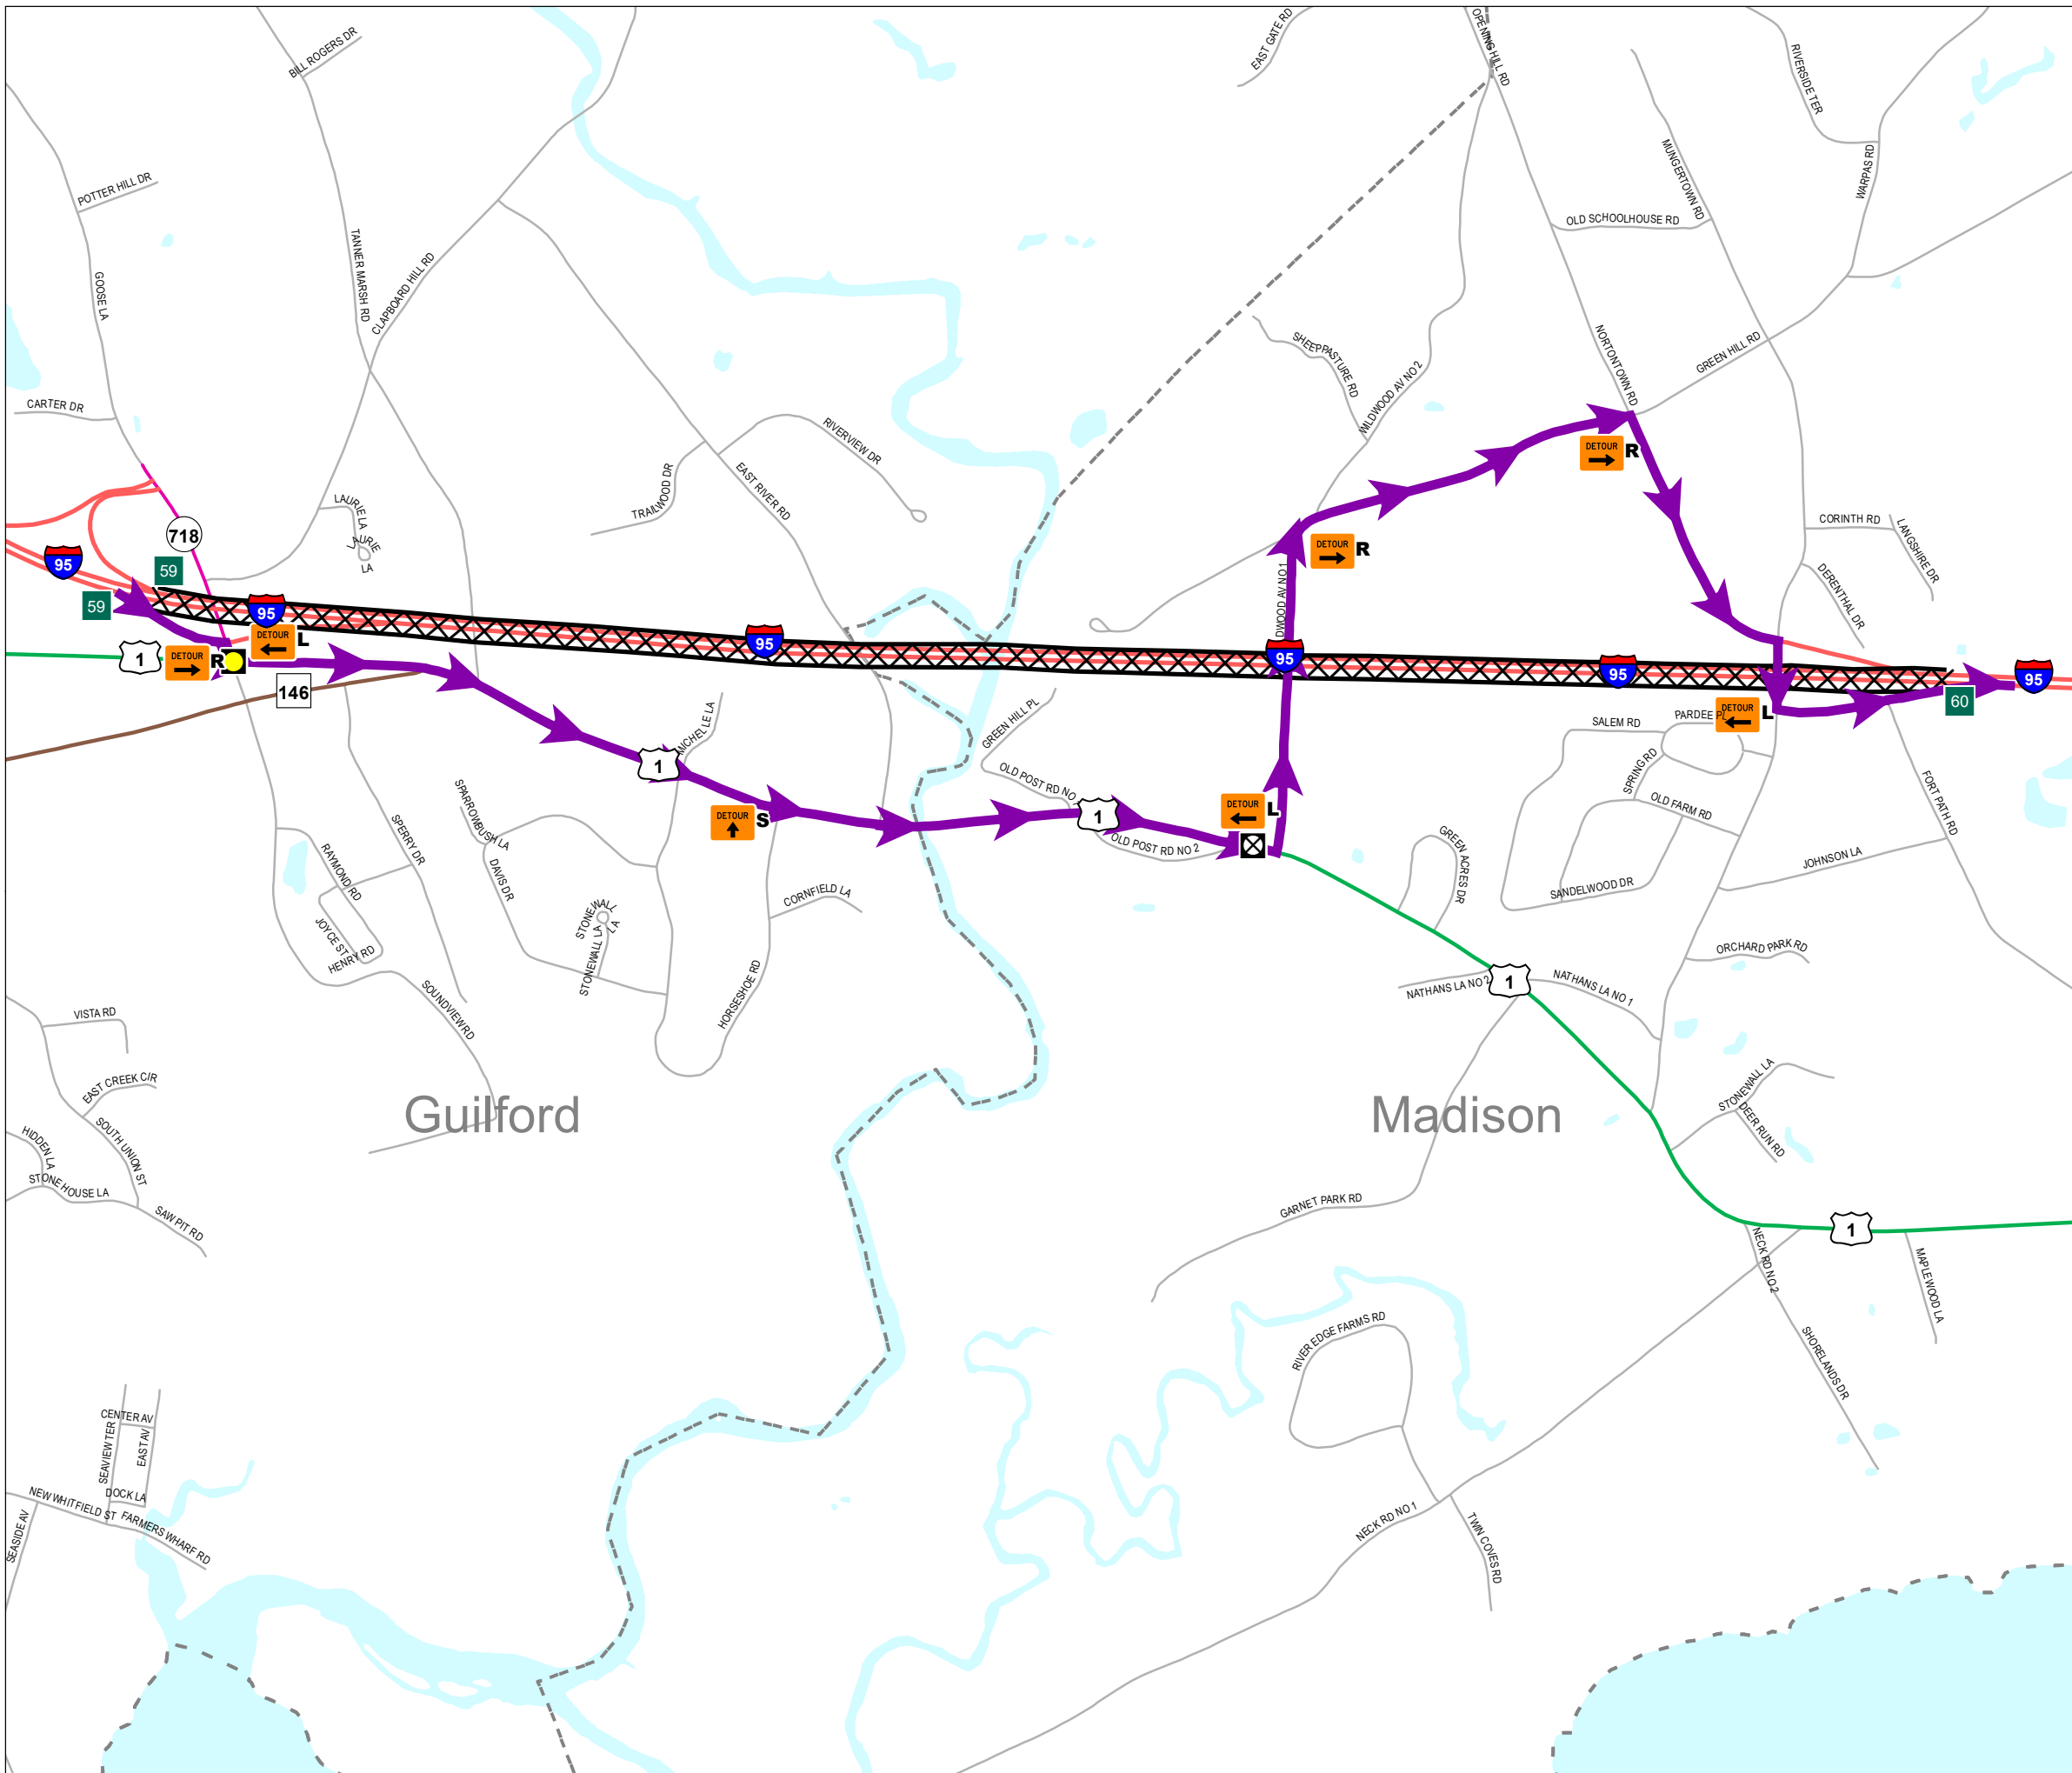 BILL ROGERS DR
EAST GATE RD
OPENING HILL RD
RIVERSIDE TER
POTTER HILL DR
MUNGERTOWN RD
WARPAS RD
OLD SCHOOLHOUSE RD
GOOSE LA
TANNER MARSH RD
CLAPBOARD HILL RD
SHEEPPASTURE RD
WILDWOOD AV NO 2
NORTONTOWN RD
GREEN HILL RD
CARTER DR
RIVERVIEW DR
EAST RIVER RD
TRAILWOOD DR
DETOUR
R
LAURIE LA
LAURIE
LA
718
CORINTH RD
LANGSHIRE DR
DERENTHAL DR
DETOUR
R
95
59
59
95
DWOOD AV NO 1
DETOUR
L
95
95
95
95
1
DETOUR
R
146
60
DETOUR
L
SALEM RD
PARDEE PL
SPRING RD
OLD FARM RD
FORT PATH RD
MICHELE LA
GREEN HILL PL
1
OLD POST RD NO
1
DETOUR
L
DETOUR
S
OLD POST RD NO 2
SPARROWBUSH LA
SPERRY DR
RAYMOND RD
DAVIS DR
CORNFIELD LA
GREEN ACRES DR
JOHNSON LA
SANDELWOOD DR
STONEWALL
LA
STONEWALL LA
JOYCE ST
HENRY RD
HORSESHOE RD
SOUNDVIEW RD
ORCHARD PARK RD
NATHANS LA NO 2
1
NATHANS LA NO 1
VISTA RD
EAST CREEK CIR
SOUTH UNION ST
HIDDEN LA
STONE HOUSE LA
SAW PIT RD
Guilford
Madison
STONEWALL LA
DEER RUN RD
GARNET PARK RD
1
NECK RD NO 2
MAPLEWOOD LA
SHORELANDS DR
RIVER EDGE FARMS RD
CENTER AV
SEAVIEW TER
EAST AV
DOCK LA
NEW WHITFIELD ST
FARMERS WHARF RD
SEASIDE AV
NECK RD NO 1
TWIN COVES RD